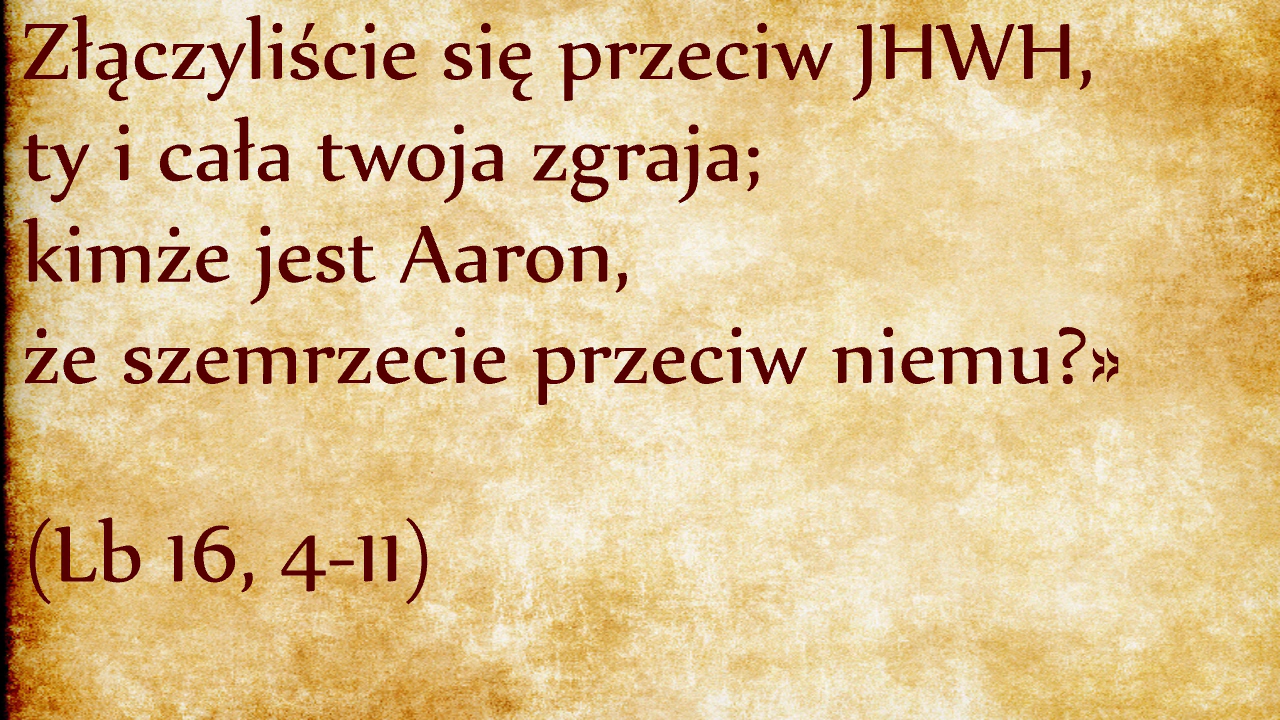 Złączyliście się przeciw JHWH,
ty i cała twoja zgraja;
kimże jest Aaron,
że szemrzecie przeciw niemu?»
(Lb 16, 4-11)